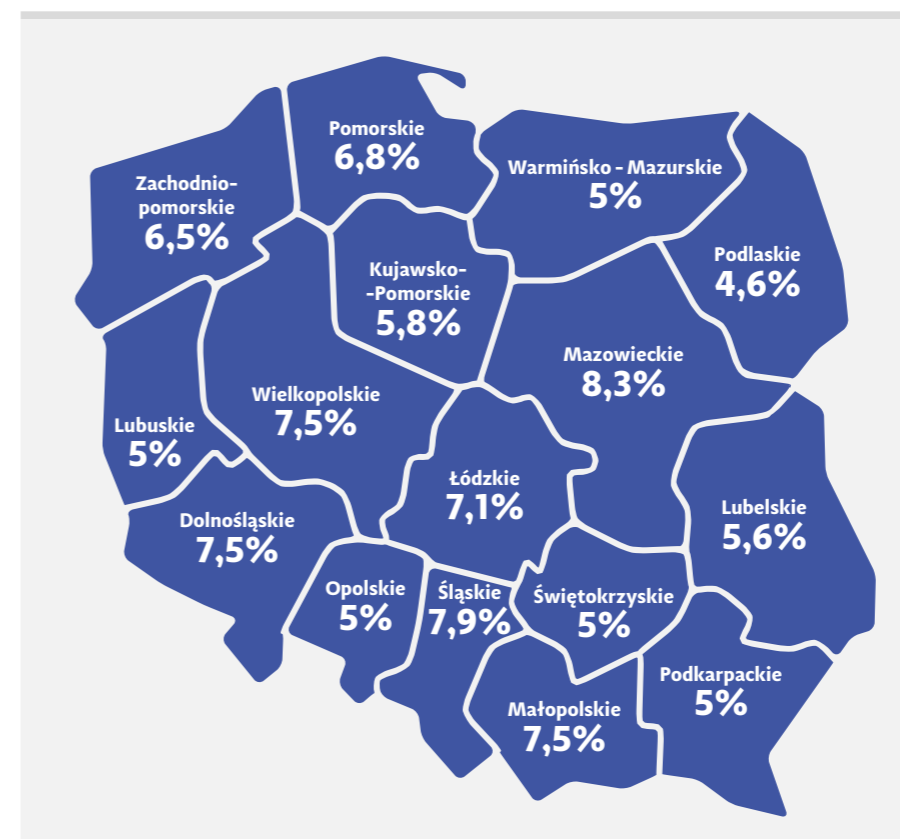 Pomorskie
6,8%
Warmińsko - Mazurskie
5%
Zachodnio-
pomorskie
6,5%
Podlaskie
4,6%
Kujawsko-
-Pomorskie
5,8%
Mazowieckie
8,3%
Wielkopolskie
7,5%
Lubuskie
5%
Łódzkie
7,1%
Lubelskie
5,6%
Dolnośląskie
7,5%
Opolskie
5%
Śląskie
7,9%
Świętokrzyskie
5%
Podkarpackie
5%
Małopolskie
7,5%